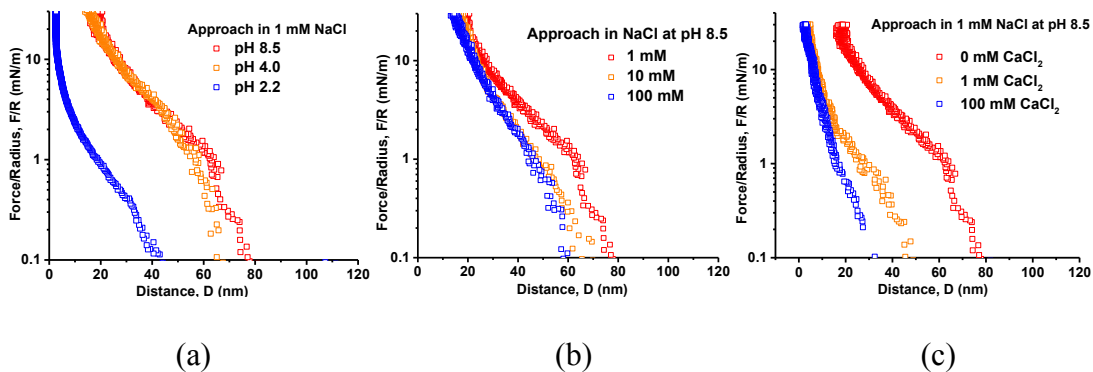 Approach in 1 mM NaCl
pH 8.5
pH 4.0
pH 2.2
Force/Radius, F/R (mN/m)
10
1
0.1
0 20 40 60 80 100 120
Distance, D (nm)
(a)
Approach in NaCl at pH 8.5
1 mM
10 mM
100 mM
Force/Radius, F/R (mN/m)
10
1
0.1
0 20 40 60 80 100 120
Distance, D (nm)
(b)
Approach in 1 mM NaCl at pH 8.5
0 mM CaCl₂
1 mM CaCl₂
100 mM CaCl₂
Force/Radius, F/R (mN/m)
10
1
0.1
0 20 40 60 80 100 120
Distance, D (nm)
(c)